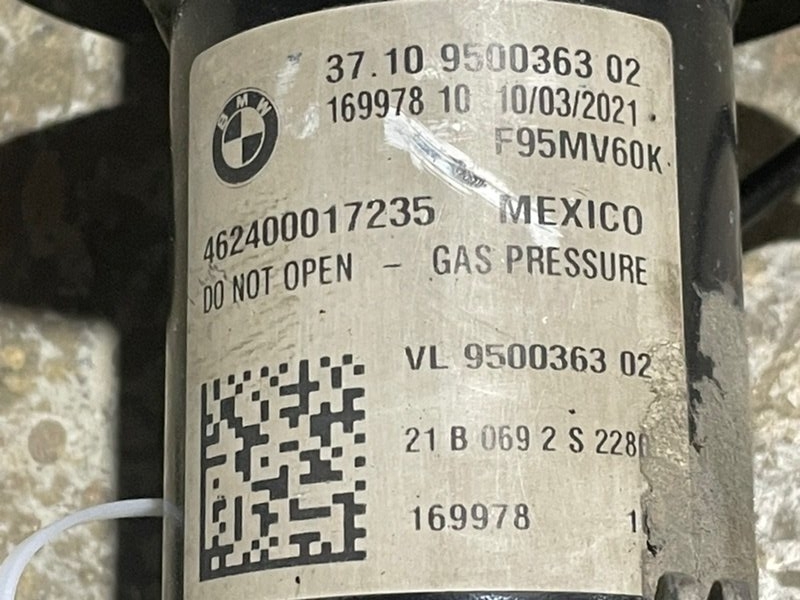 37.10 9500363 02
169978 10 10/03/2021
BMW
F95MV60K
462400017235 MEXICO
DO NOT OPEN - GAS PRESSURE
VL 9500363 02
21 B 069 2 S
169978